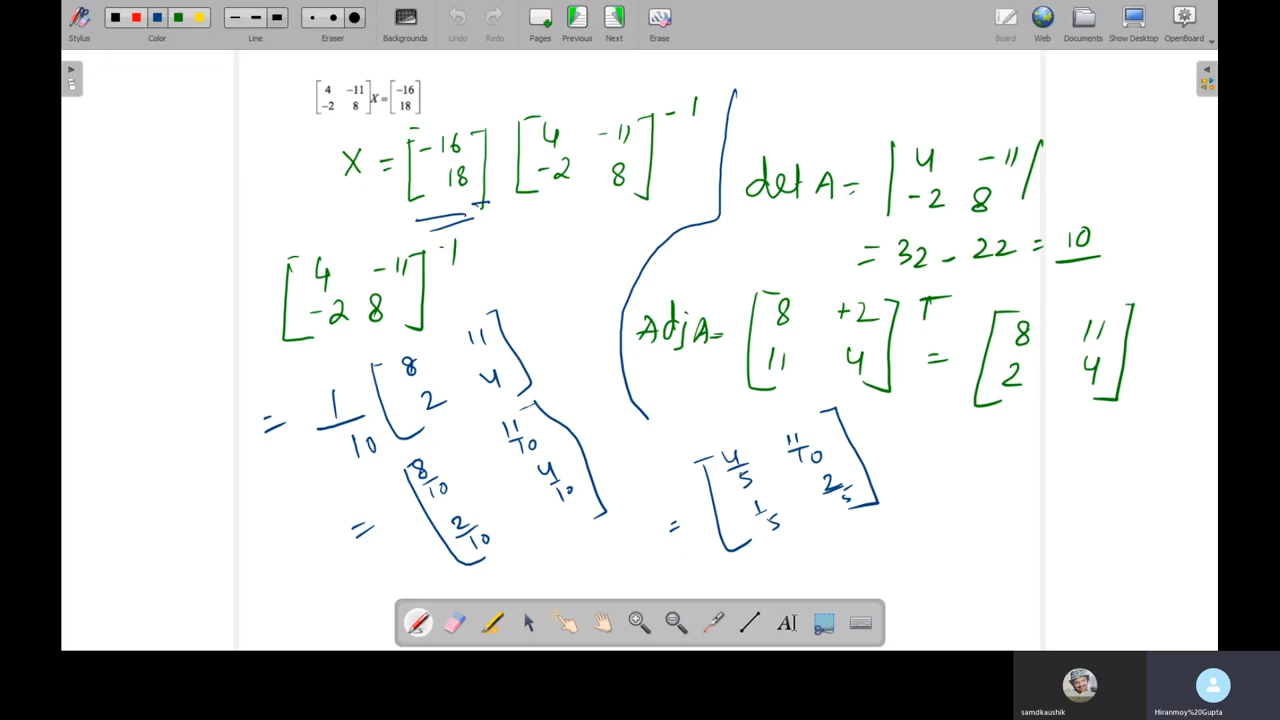 Stylus Color Line Eraser Backgrounds Undo Redo Pages Previous Next Erase Board Web Documents Show Desktop OpenBoard
[4 -11; -2 8] X = [-16; 18]
X = [-16; 18] [4 -11; -2 8]^-1
det A = |4 -11; -2 8|
= 32 - 22 = 10
[4 -11; -2 8]^-1
Adj A = [8 +2; 11 4]^T = [8 11; 2 4]
= 1/10 [8 11; 2 4]
= [8/10 11/10; 2/10 4/10] = [4/5 11/10; 1/5 2/5]
AI
samdkaushik
Hiranmoy%20Gupta